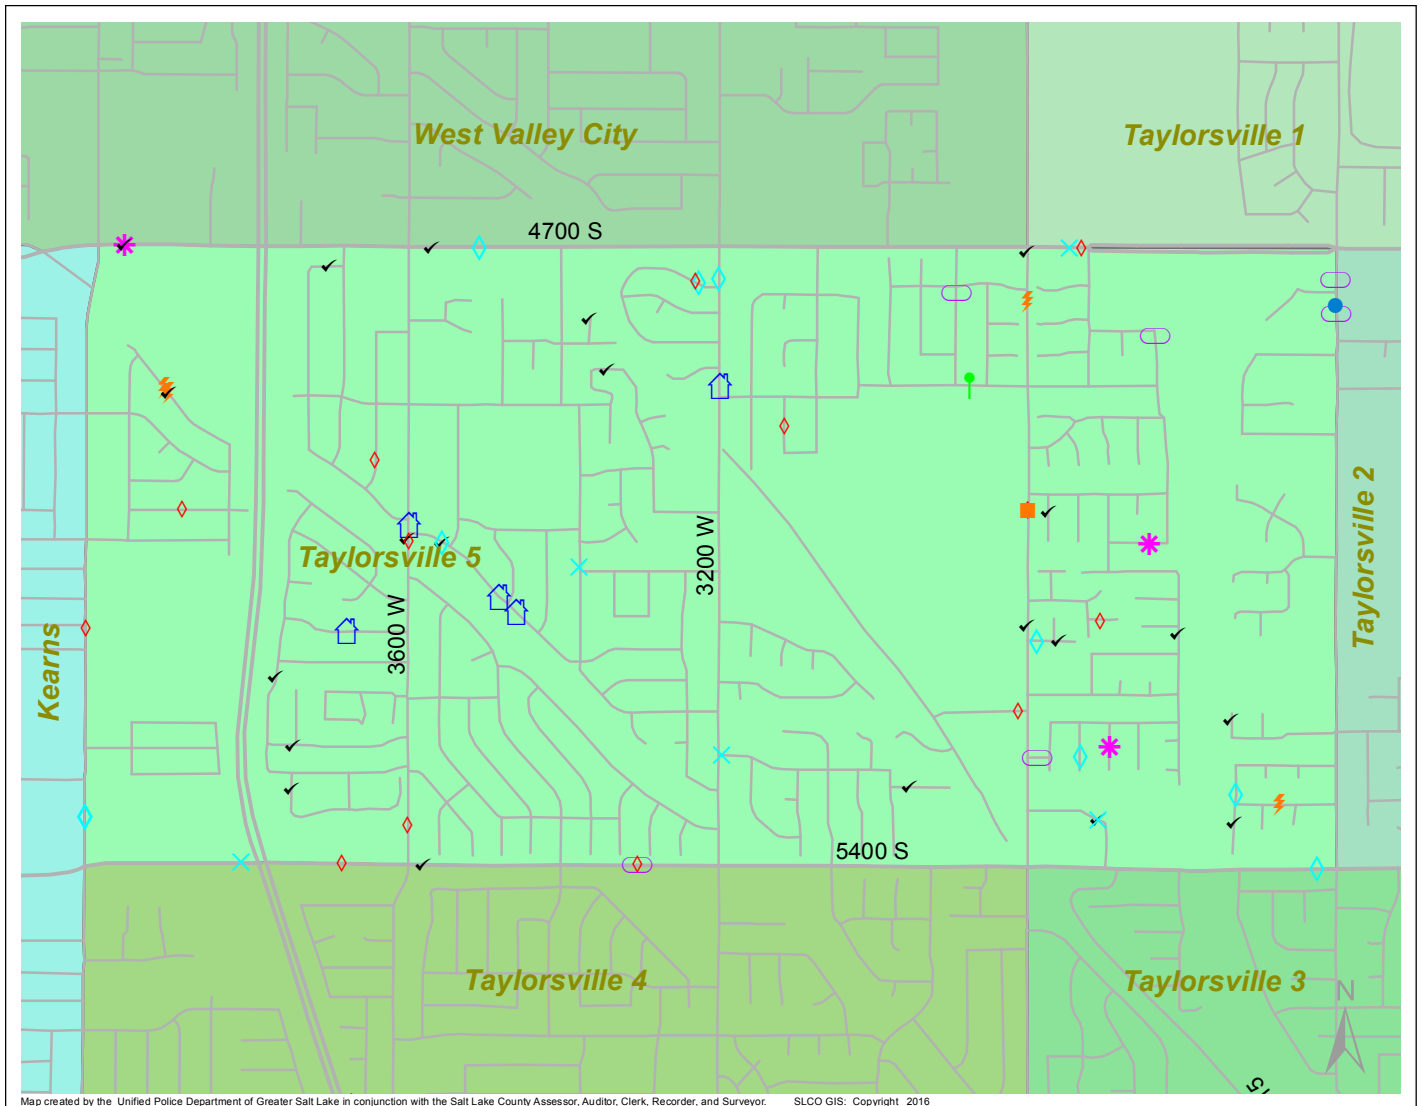 West Valley City
Taylorsville 1
4700 S
Taylorsville 2
Taylorsville 5
3200 W
3600 W
Kearns
5400 S
Taylorsville 4
Taylorsville 3
N
15
Map created by the Unified Police Department of Greater Salt Lake in conjunction with the Salt Lake County Assessor, Auditor, Clerk, Recorder, and Surveyor. SLCO GIS: Copyright 2016